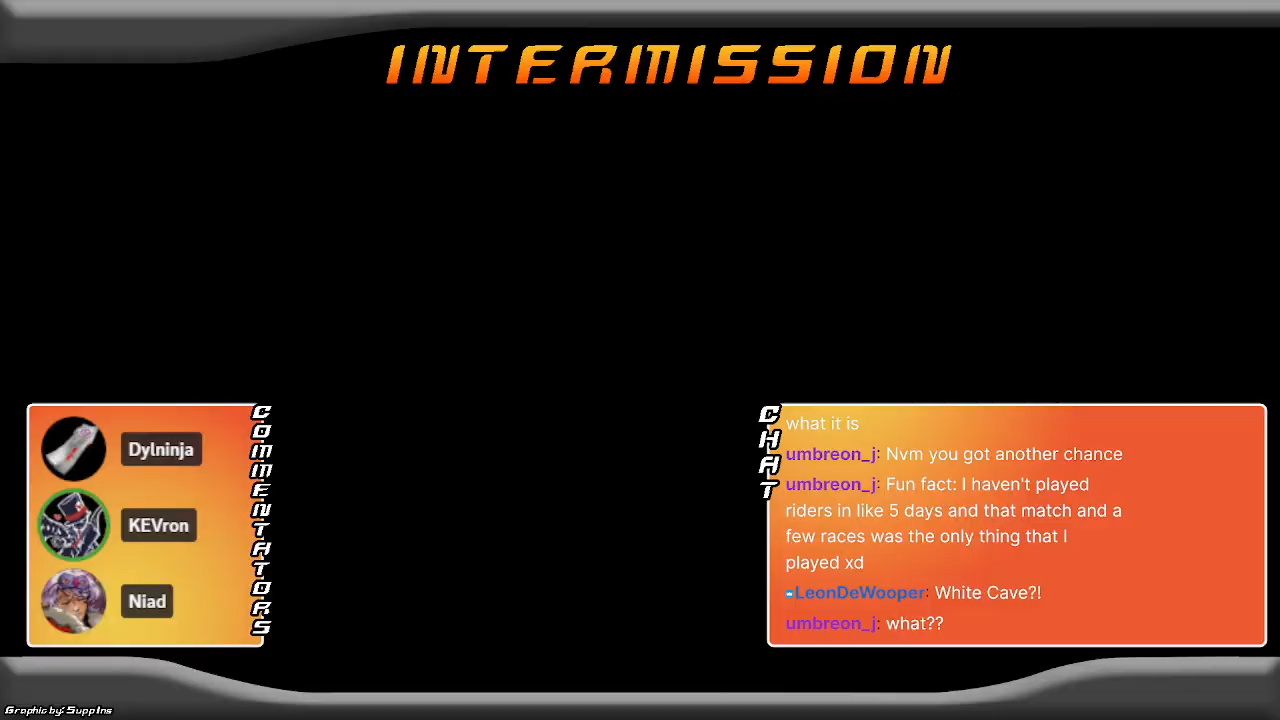 INTERMISSION
Dylninja
KEVron
Niad
COMMENTATORS
CHAT
what it is
umbreon_j: Nvm you got another chance
umbreon_j: Fun fact: I haven't played
riders in like 5 days and that match and a
few races was the only thing that I
played xd
LeonDeWooper: White Cave?!
umbreon_j: what??
Graphic by: Supp1ns